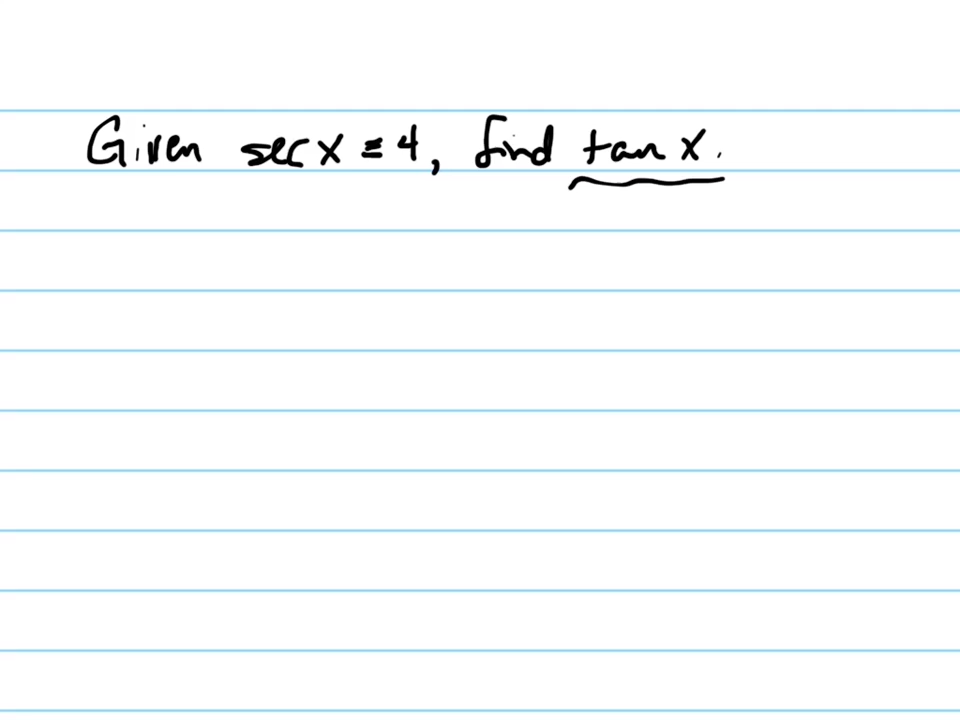 Given sec x = 4, find tan x.